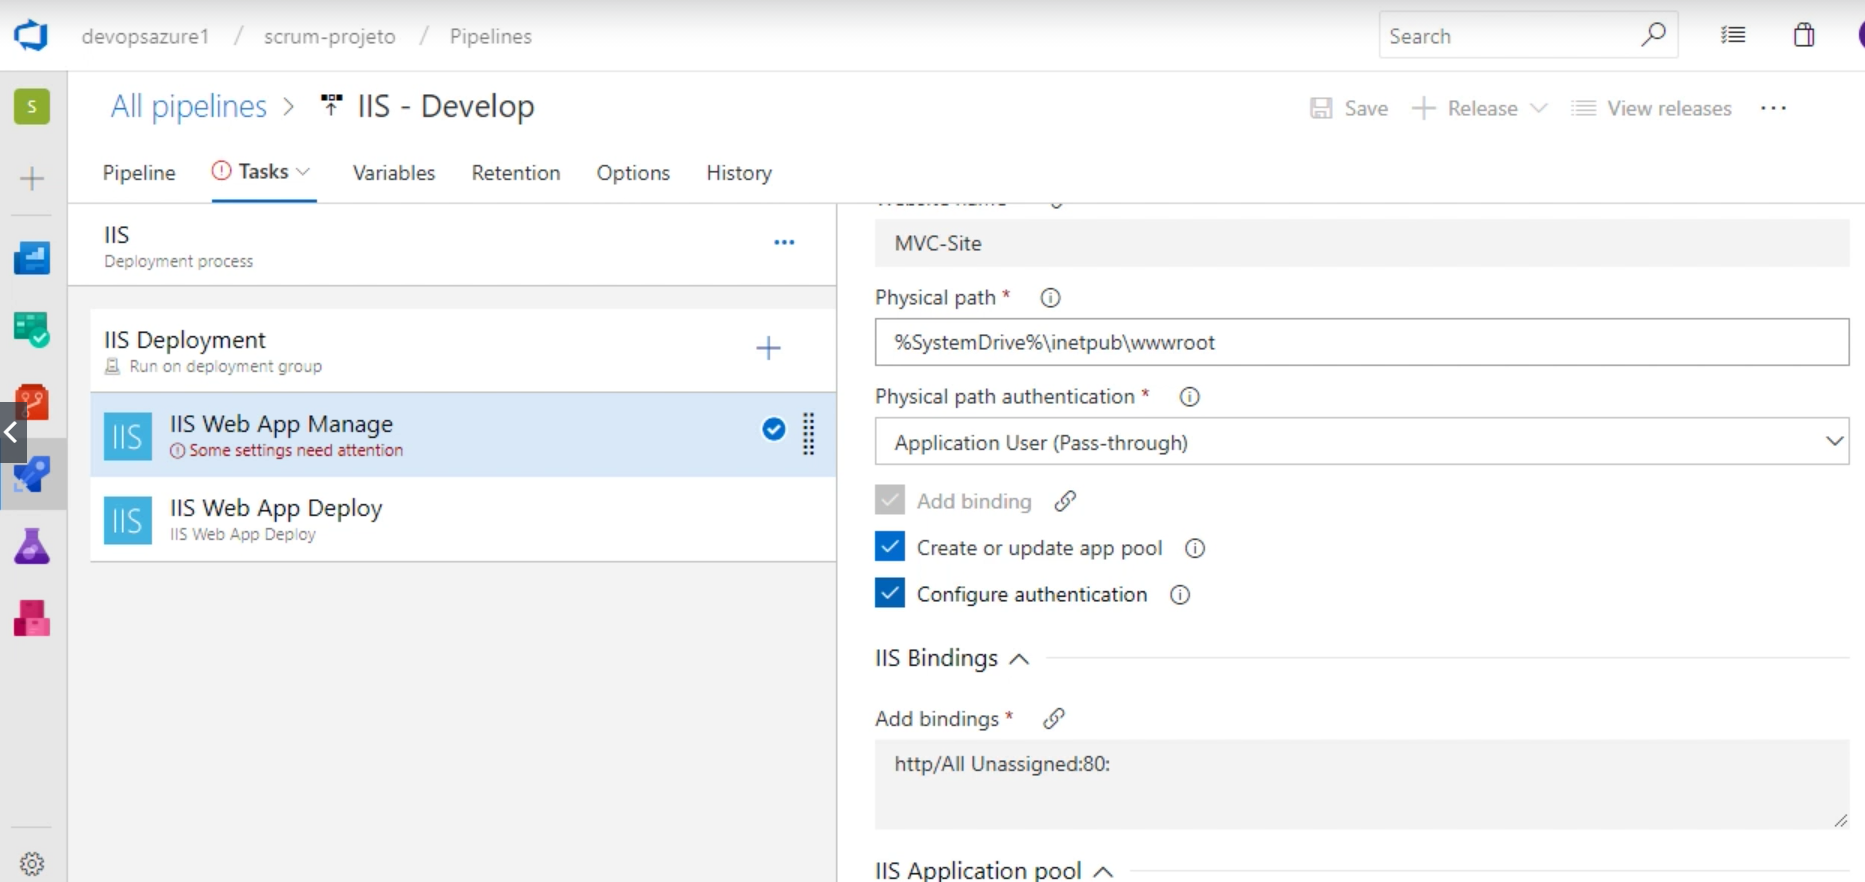 devopsazure1 / scrum-projeto / Pipelines
Search
S
All pipelines > IIS - Develop
Save
Release
View releases
Pipeline
Tasks
Variables
Retention
Options
History
IIS
Deployment process
IIS Deployment
Run on deployment group
IIS
IIS Web App Manage
Some settings need attention
IIS
IIS Web App Deploy
IIS Web App Deploy
MVC-Site
Physical path *
%SystemDrive%\inetpub\wwwroot
Physical path authentication *
Application User (Pass-through)
Add binding
Create or update app pool
Configure authentication
IIS Bindings
Add bindings *
http/All Unassigned:80:
IIS Application pool